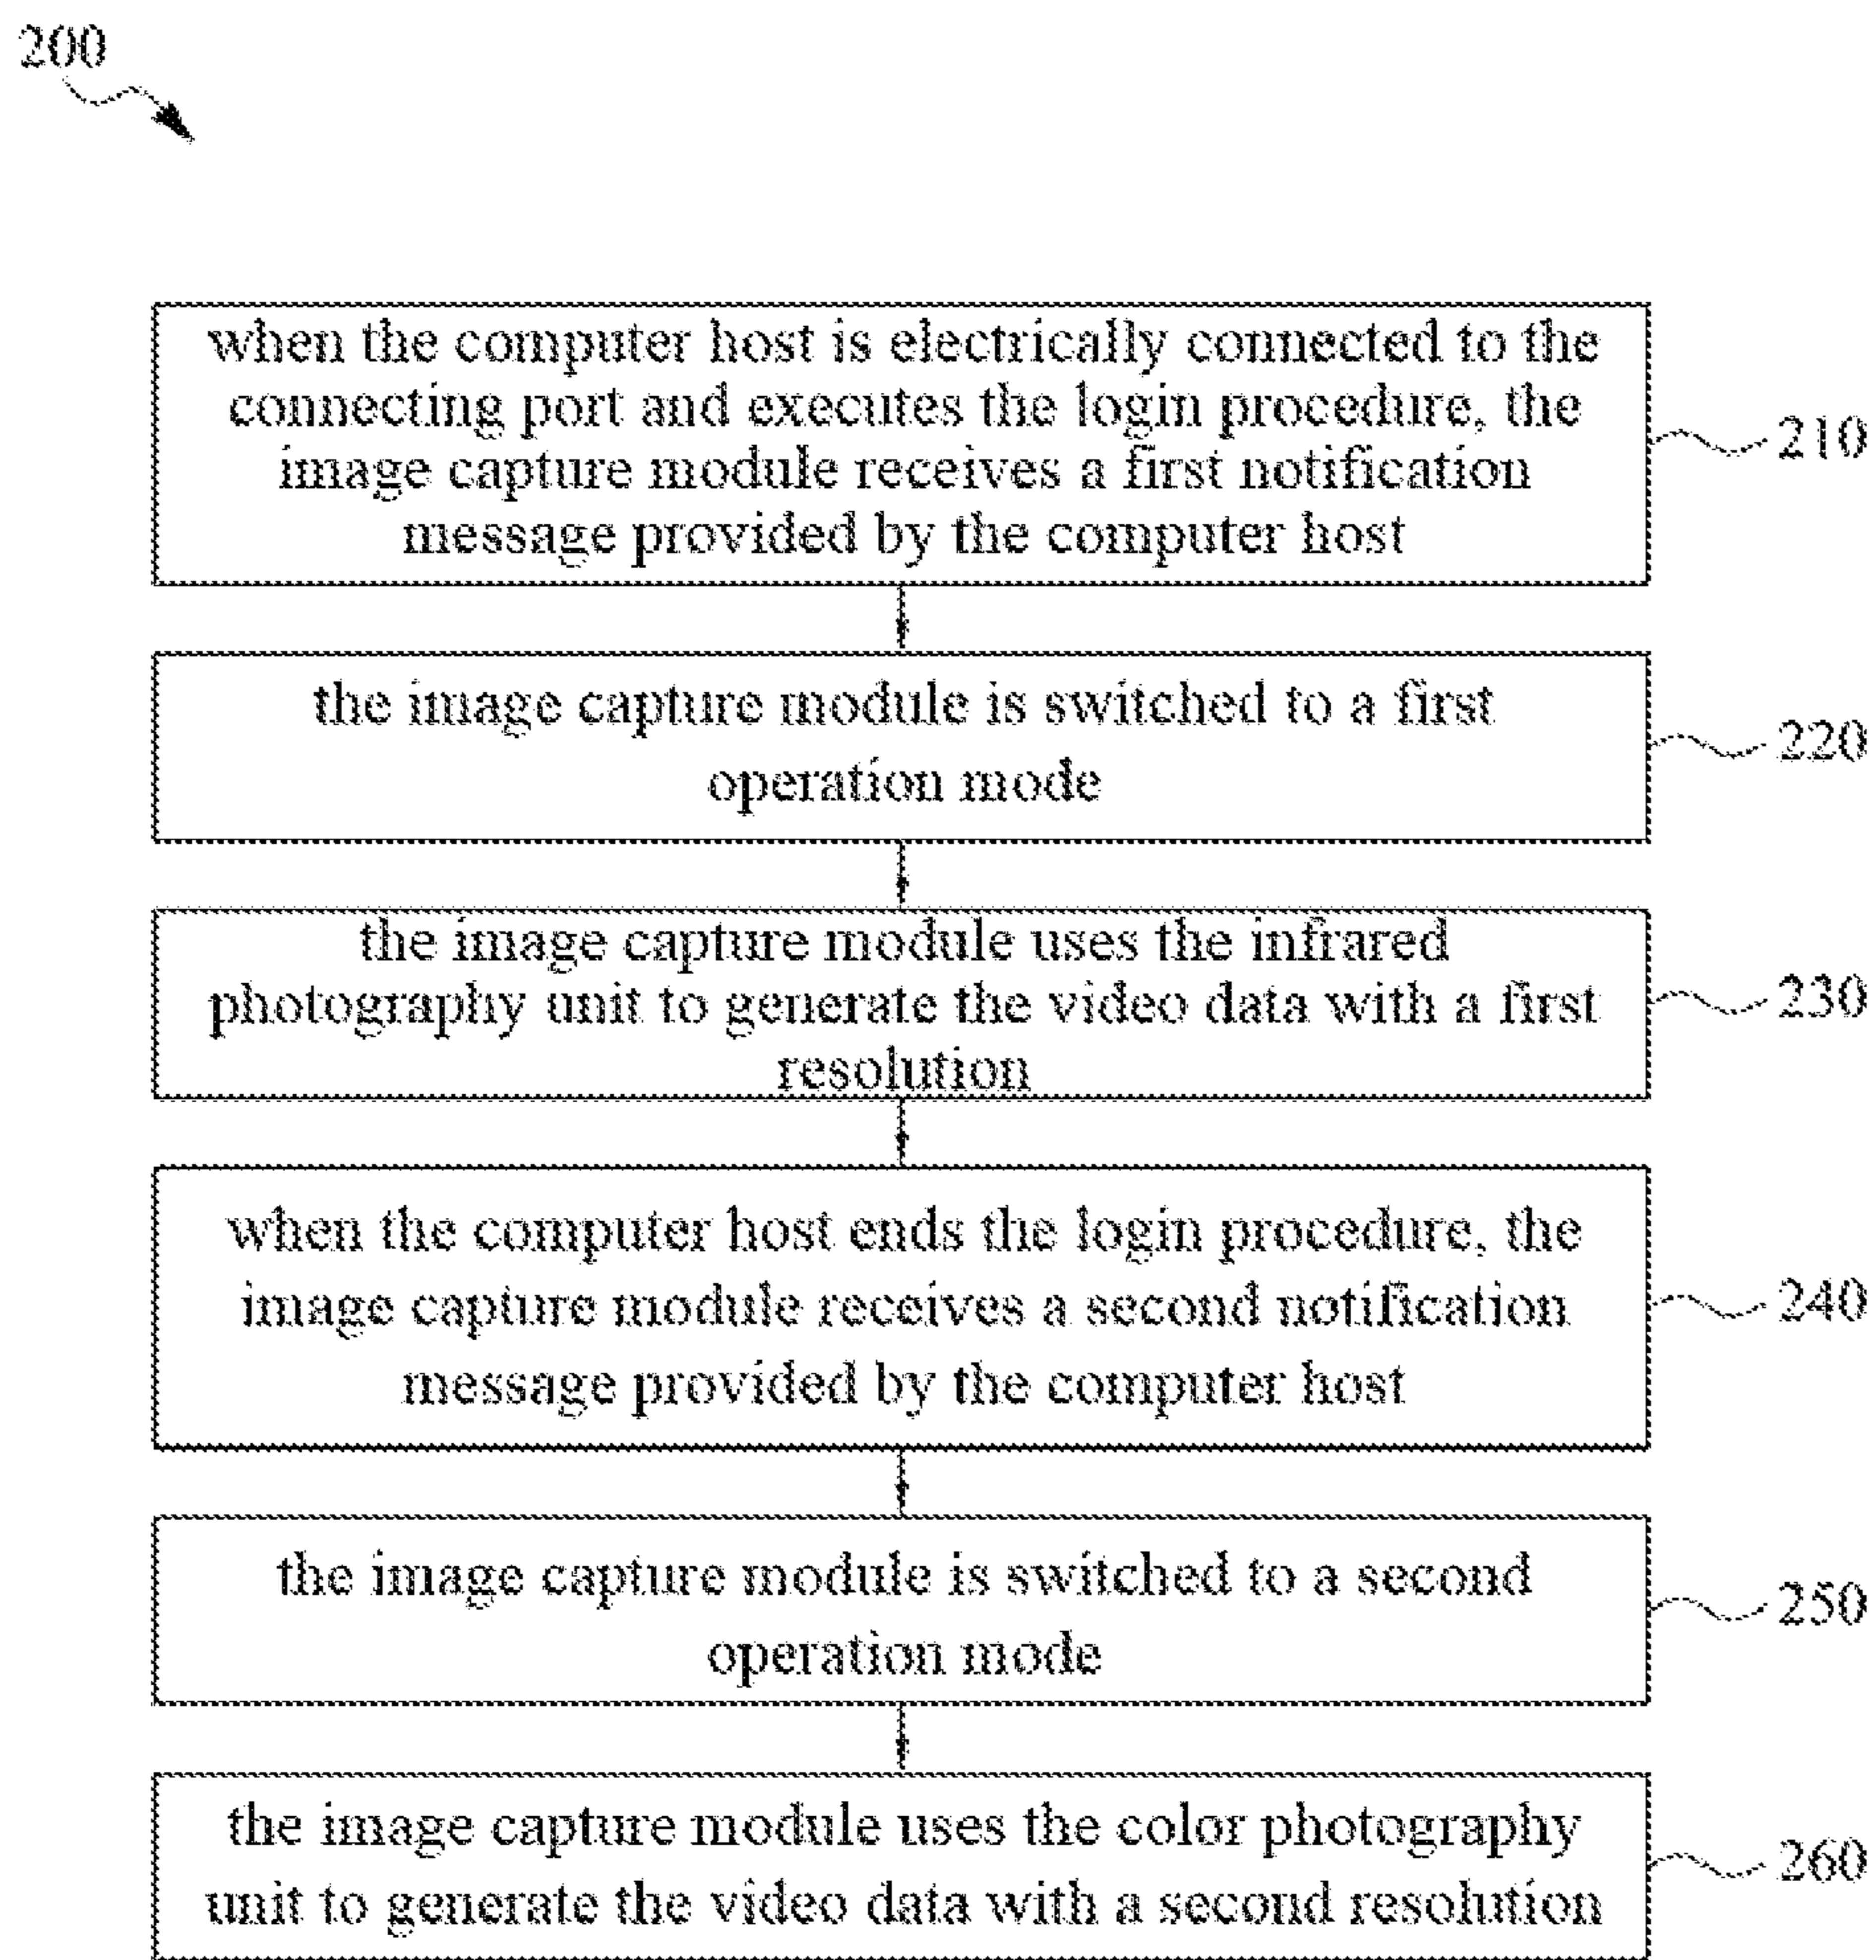 200
when the computer host is electrically connected to the
connecting port and executes the login procedure, the
image capture module receives a first notification
message provided by the computer host
210
the image capture module is switched to a first
operation mode
220
the image capture module uses the infrared
photography unit to generate the video data with a first
resolution
230
when the computer host ends the login procedure, the
image capture module receives a second notification
message provided by the computer host
240
the image capture module is switched to a second
operation mode
250
the image capture module uses the color photography
unit to generate the video data with a second resolution
260